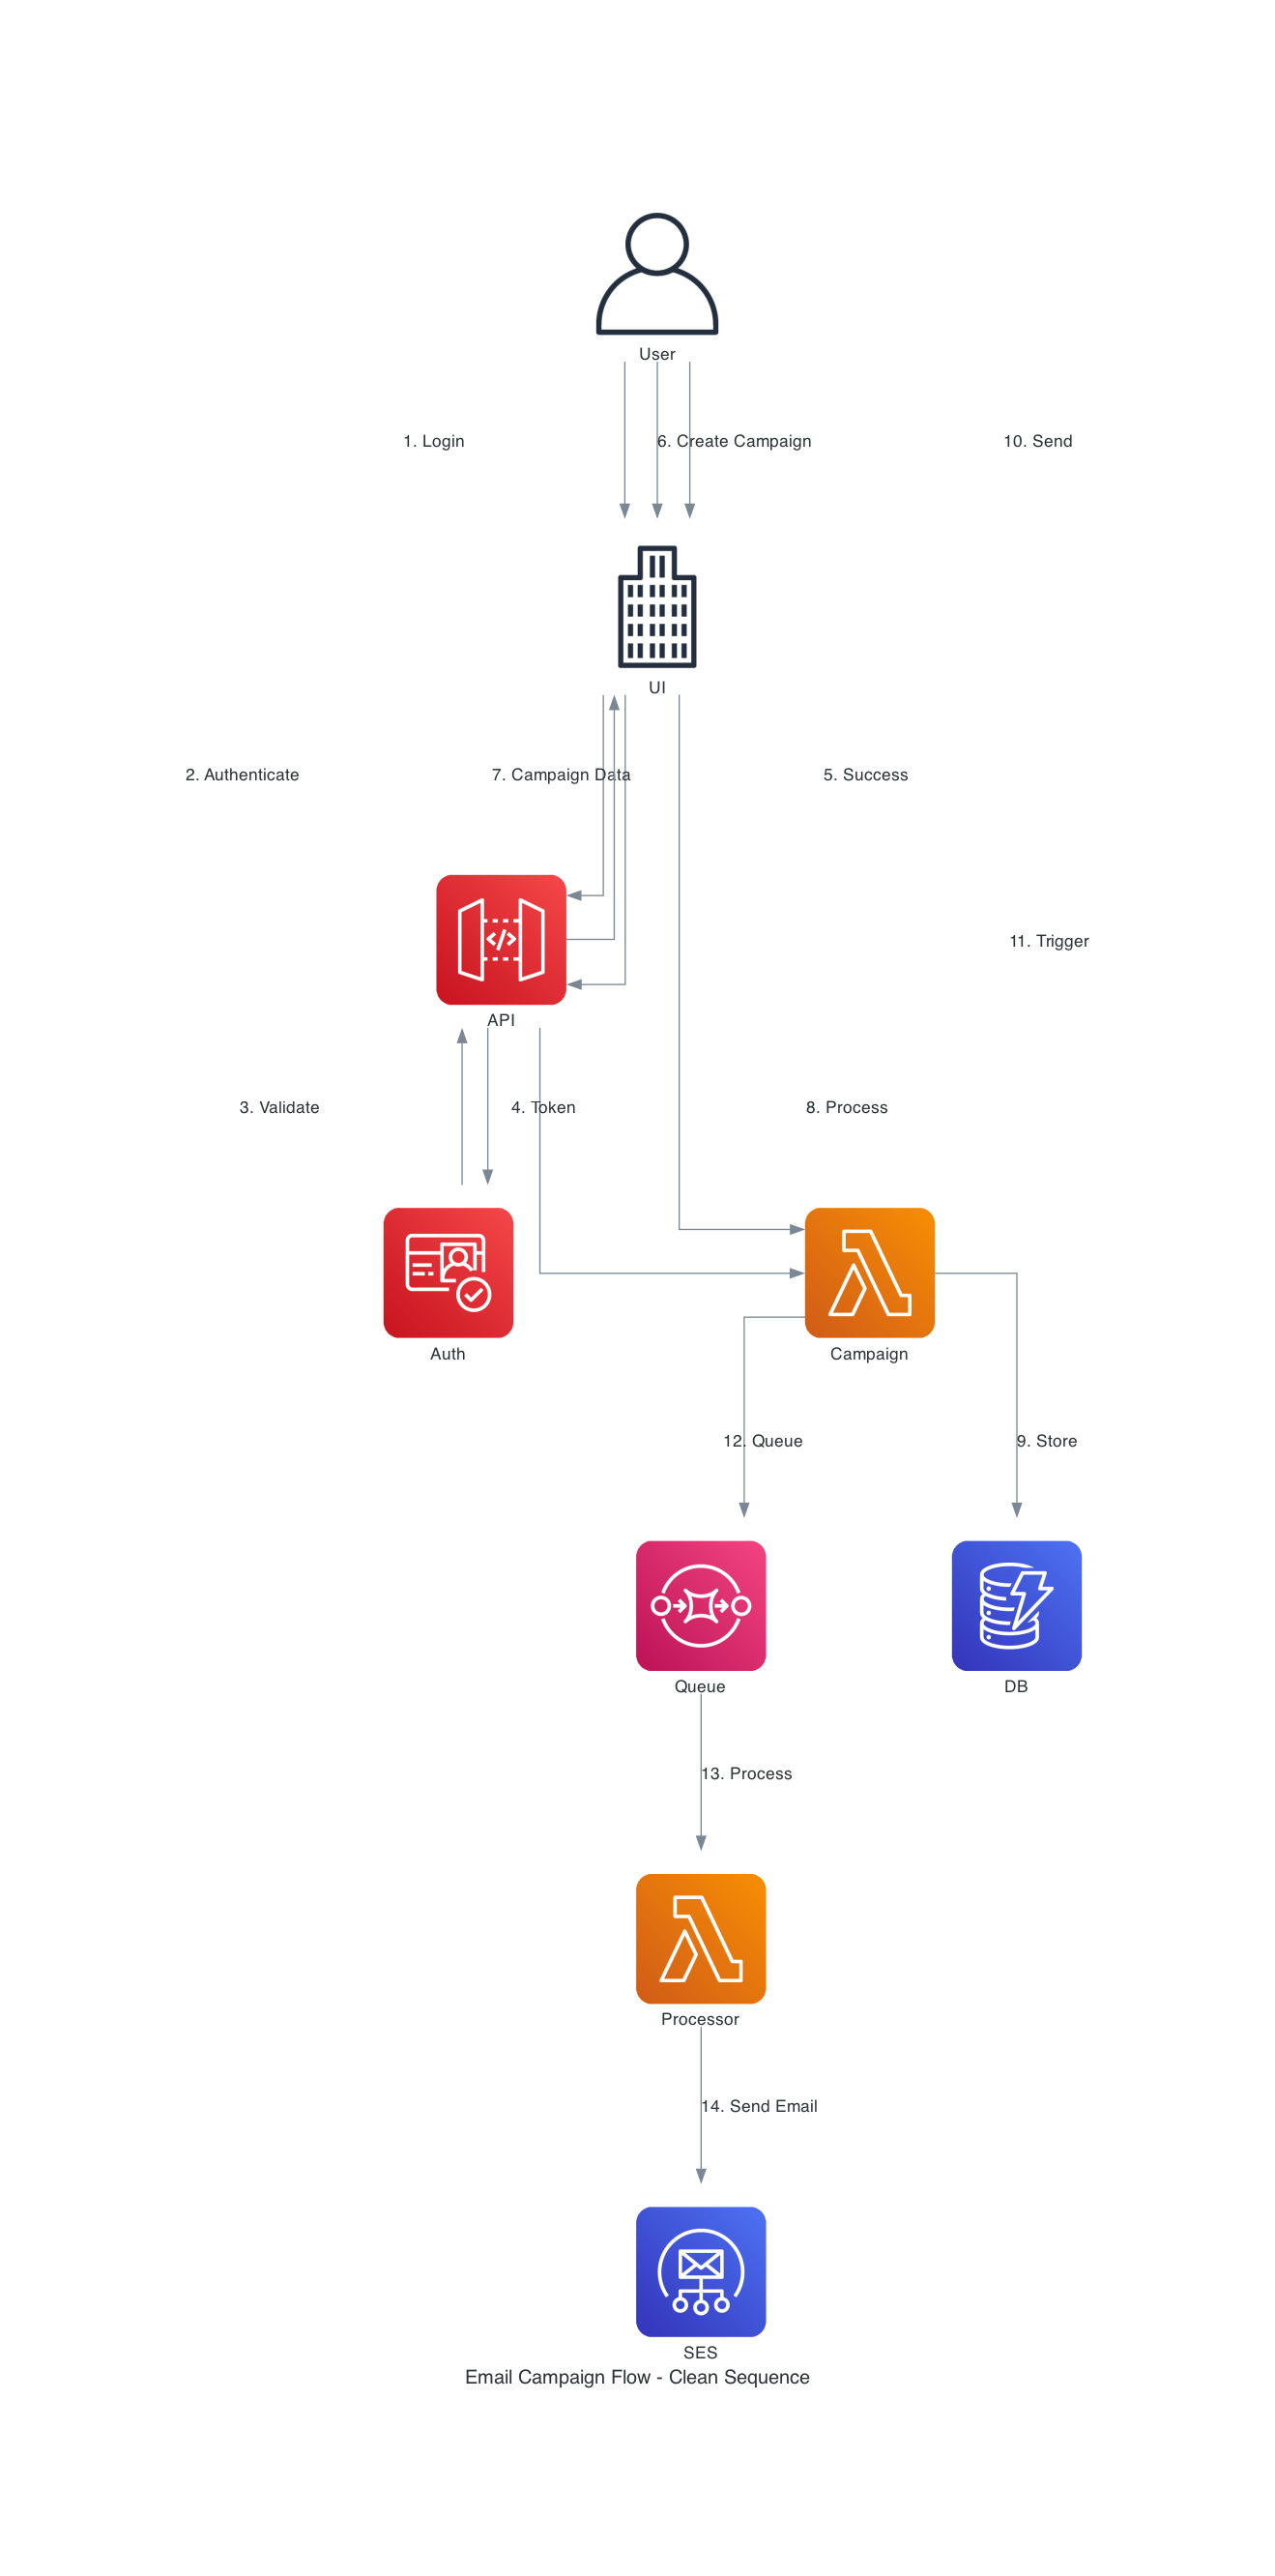 User
1. Login
6. Create Campaign
10. Send
UI
2. Authenticate
7. Campaign Data
5. Success
</>
11. Trigger
API
3. Validate
4. Token
8. Process
Auth
Campaign
12. Queue
9. Store
Queue
DB
13. Process
Processor
14. Send Email
SES
Email Campaign Flow - Clean Sequence